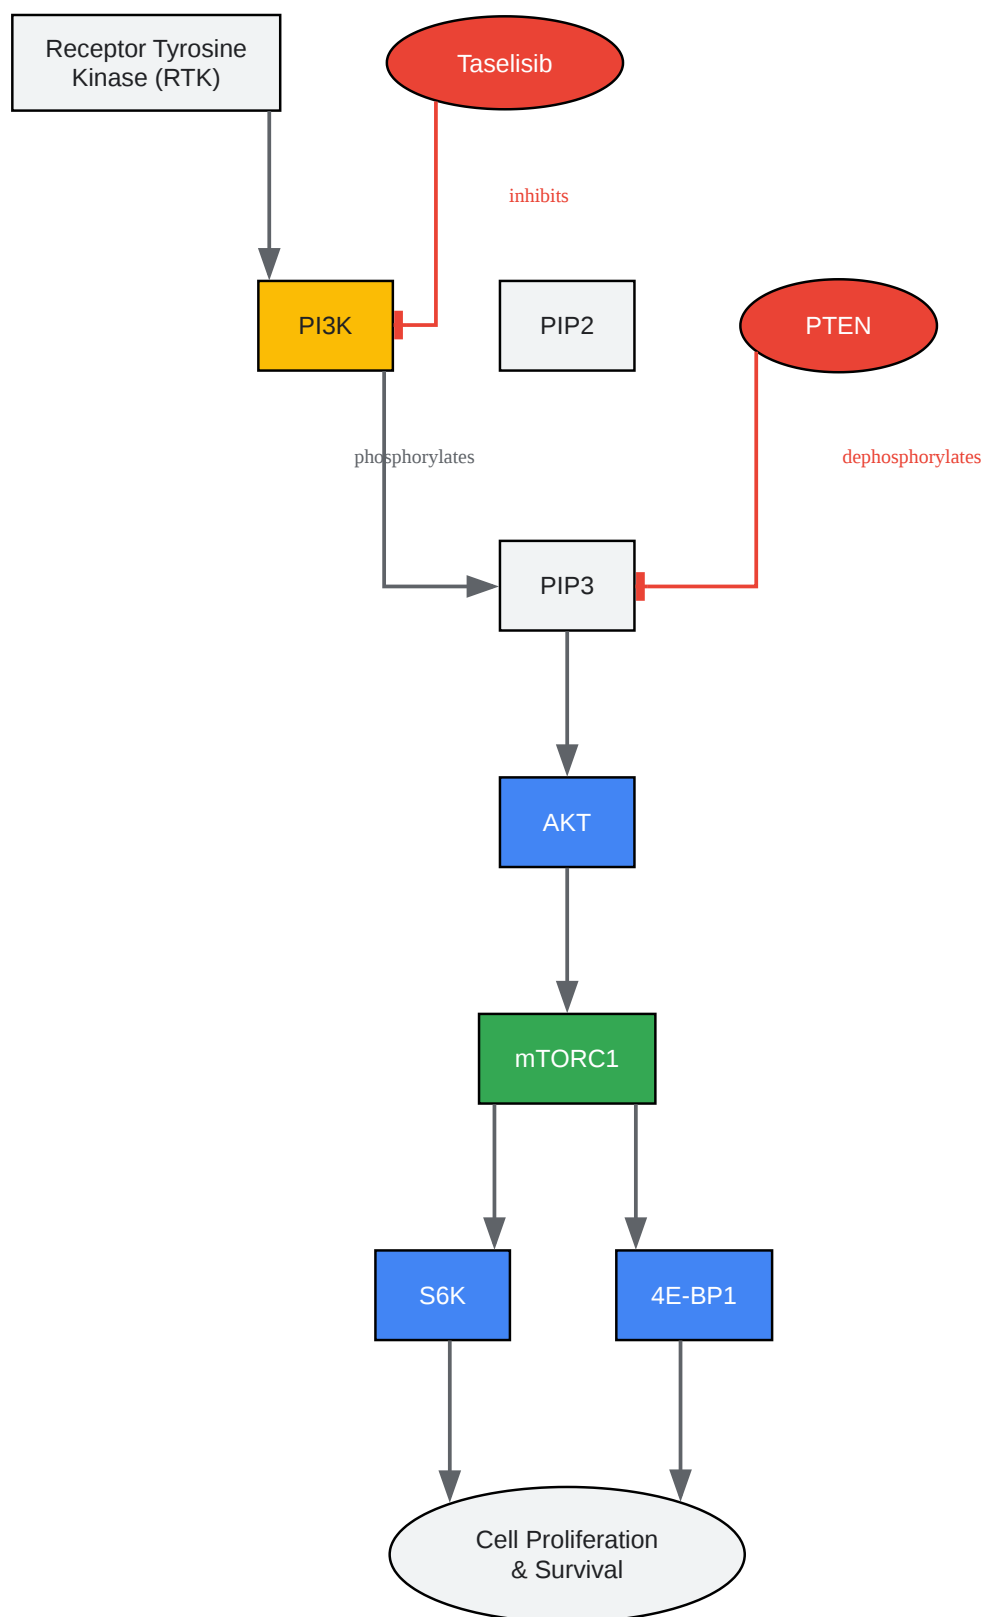 Receptor Tyrosine
Kinase (RTK)
Taselisib
inhibits
PI3K
PIP2
PTEN
phosphorylates
dephosphorylates
PIP3
AKT
mTORC1
S6K
4E-BP1
Cell Proliferation
& Survival